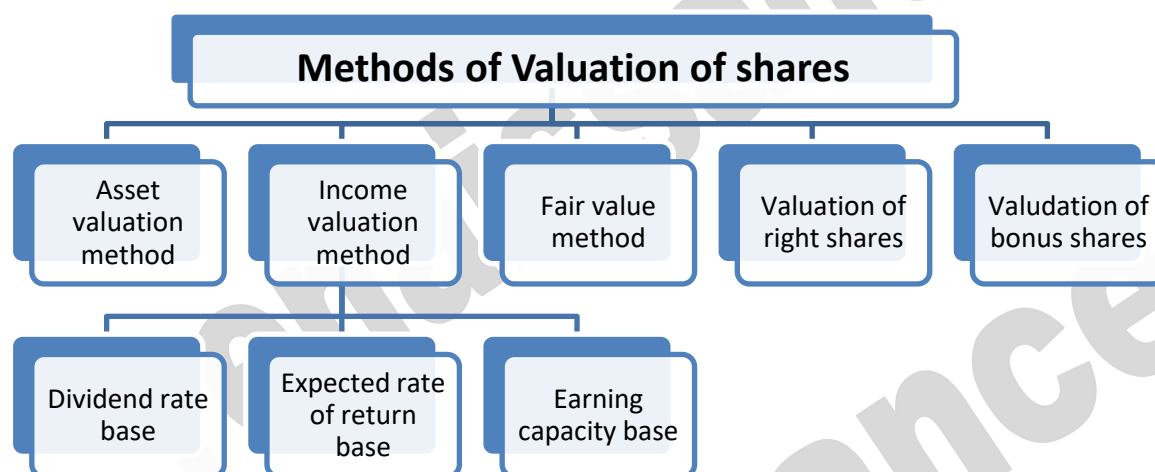 Methods of Valuation of shares
Asset
valuation
method
Income
valuation
method
Fair value
method
Valuation of
right shares
Valudation of
bonus shares
Dividend rate
base
Expected rate
of return
base
Earning
capacity base